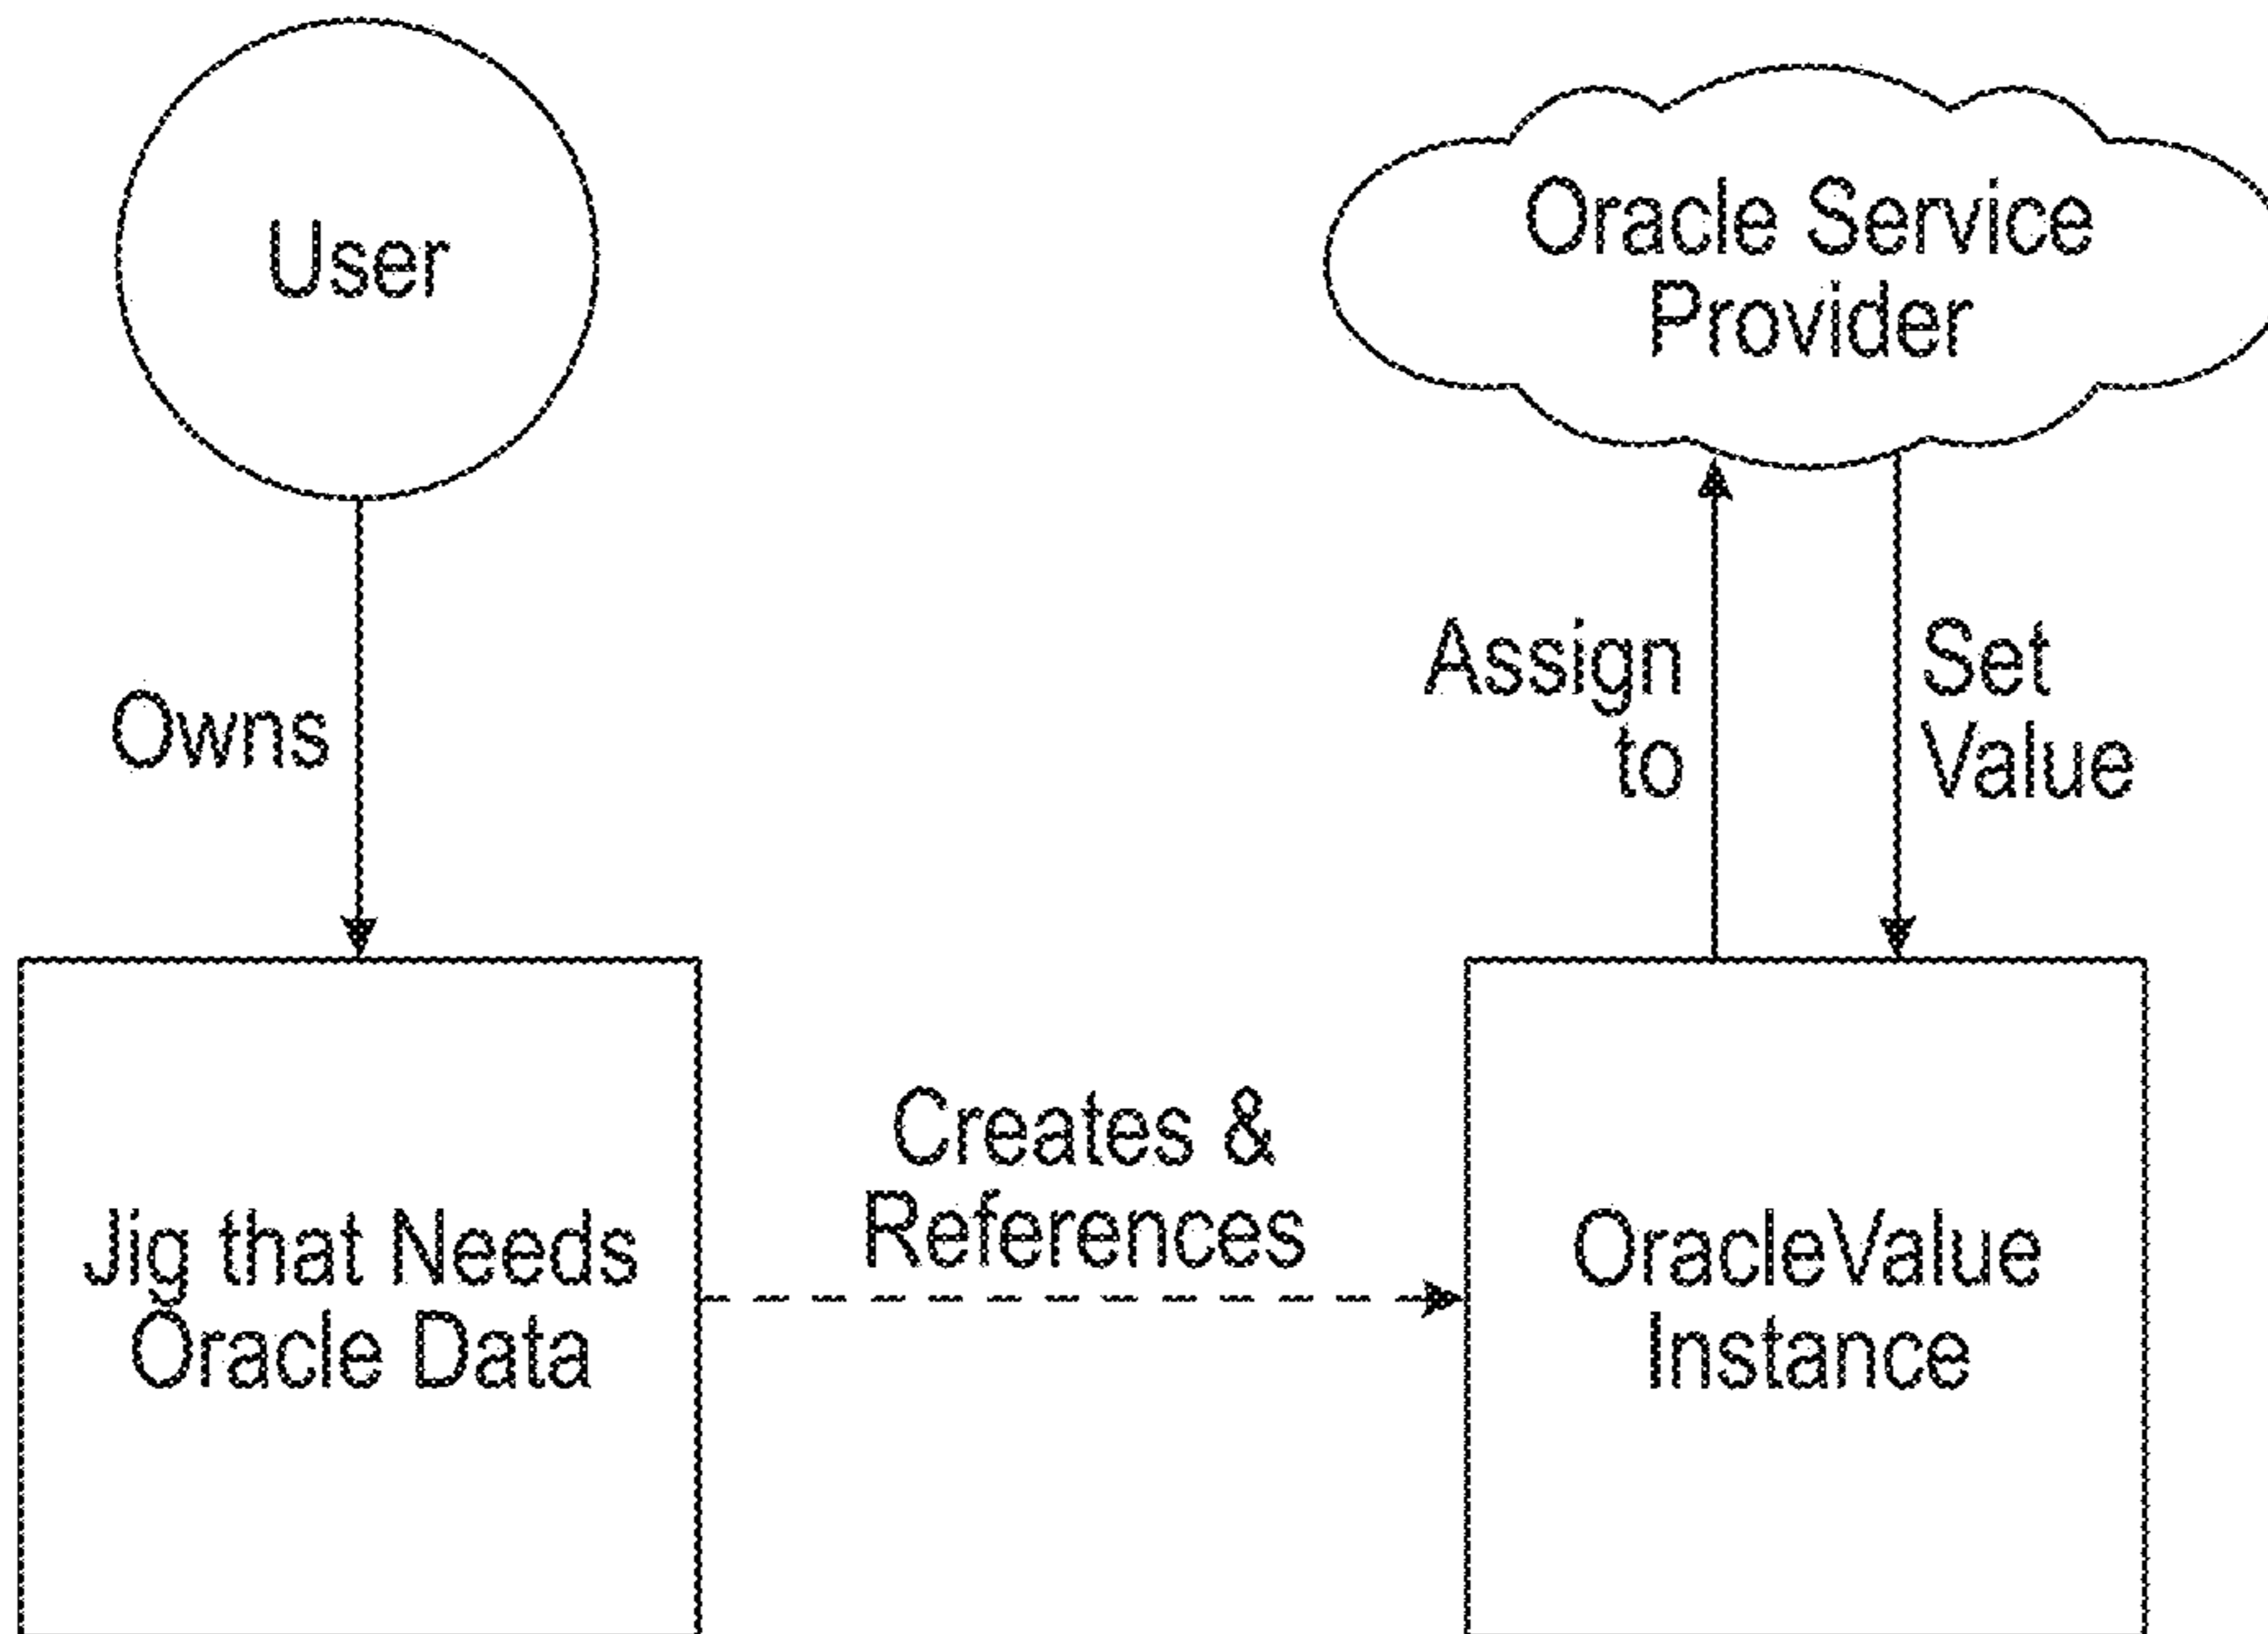 User
Oracle Service
Provider
Owns
Assign
to
Set
Value
Creates &
References
Jig that Needs
Oracle Data
OracleValue
Instance